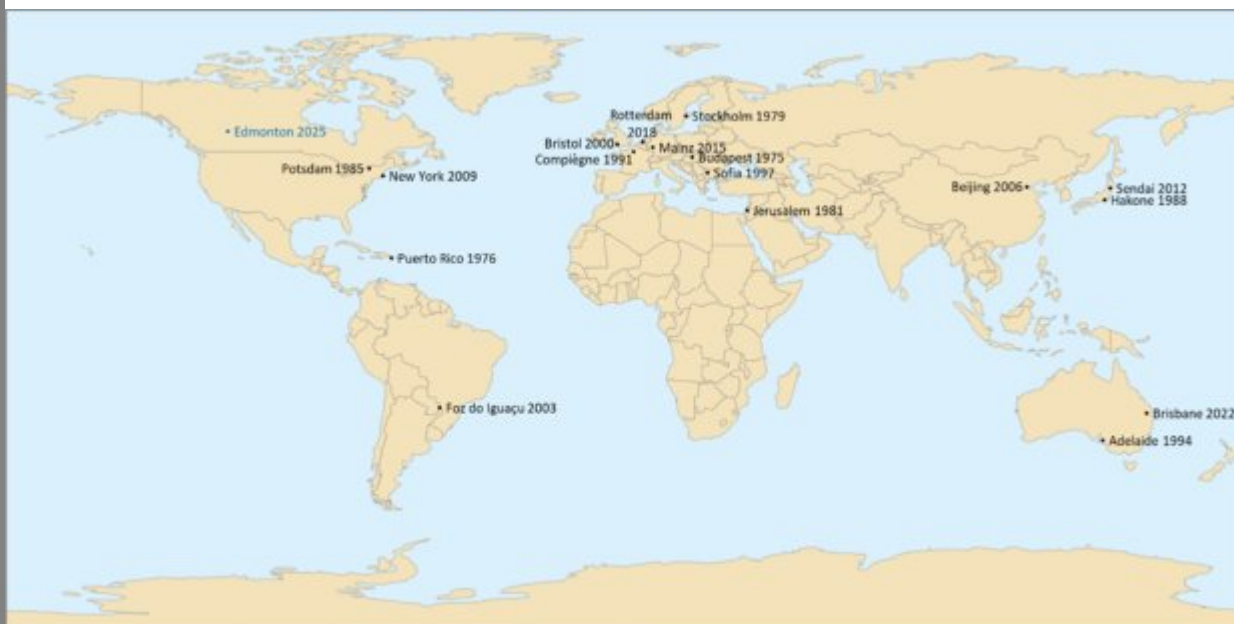 Rotterdam
2018
Stockholm 1979
Edmonton 2025
Bristol 2000
Mainz 2015
Compiègne 1991
Budapest 1975
Potsdam 1985
Sofia 1997
New York 2009
Beijing 2006
Sendai 2012
Hakone 1988
Jerusalem 1981
Puerto Rico 1976
Foz do Iguaçu 2003
Brisbane 2022
Adelaide 1994